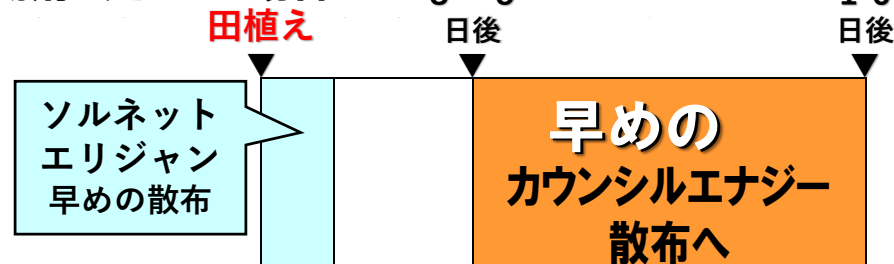 田植え
日後
日後
ソルネット
エリジャン
早めの散布
早めの
カウンシルエナジー
散布へ